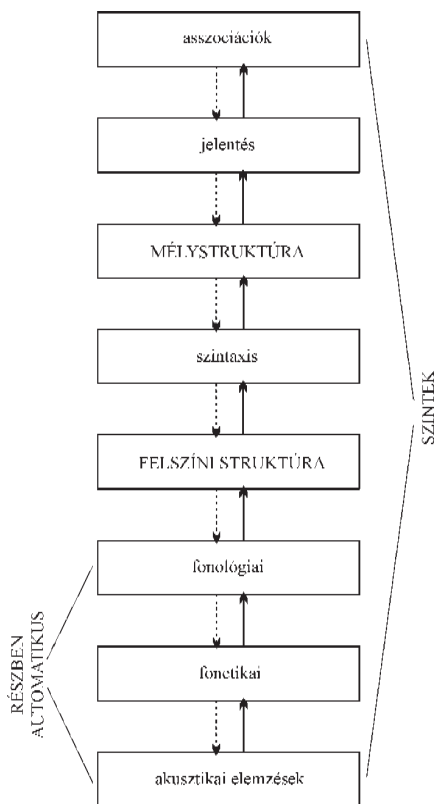 asszociációk
jelentés
MÉLYSTRUKTÚRA
szintaxis
FELSZÍNI STRUKTÚRA
fonológiai
fonetikai
akusztikai elemzések
RÉSZBEN
AUTOMATIKUS
SZINTEK